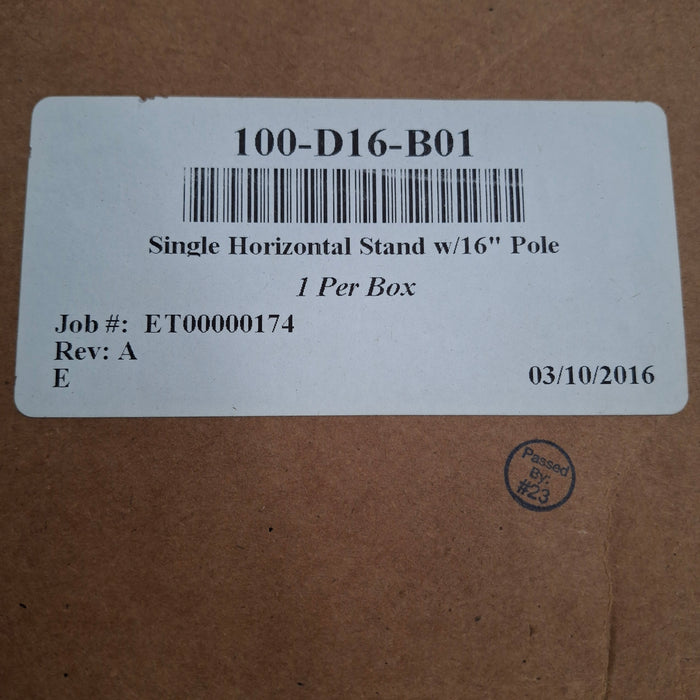 100-D16-B01
Single Horizontal Stand w/16" Pole
1 Per Box
Job #: ET00000174
Rev: A
E 03/10/2016
Passed
By:
#23